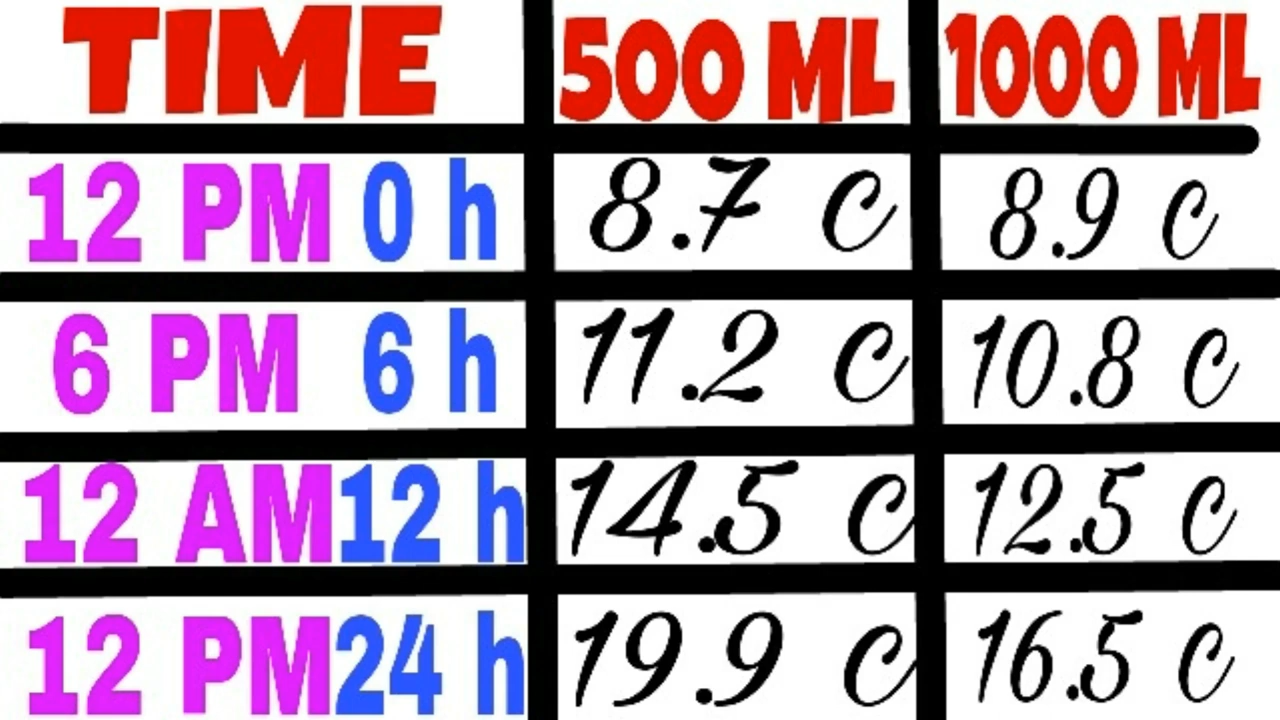 TIME 500 ML 1000 ML
12 PM 0 h 8.7 C 8.9 C
6 PM 6 h 11.2 C 10.8 C
12 AM 12 h 14.5 C 12.5 C
12 PM 24 h 19.9 C 16.5 C